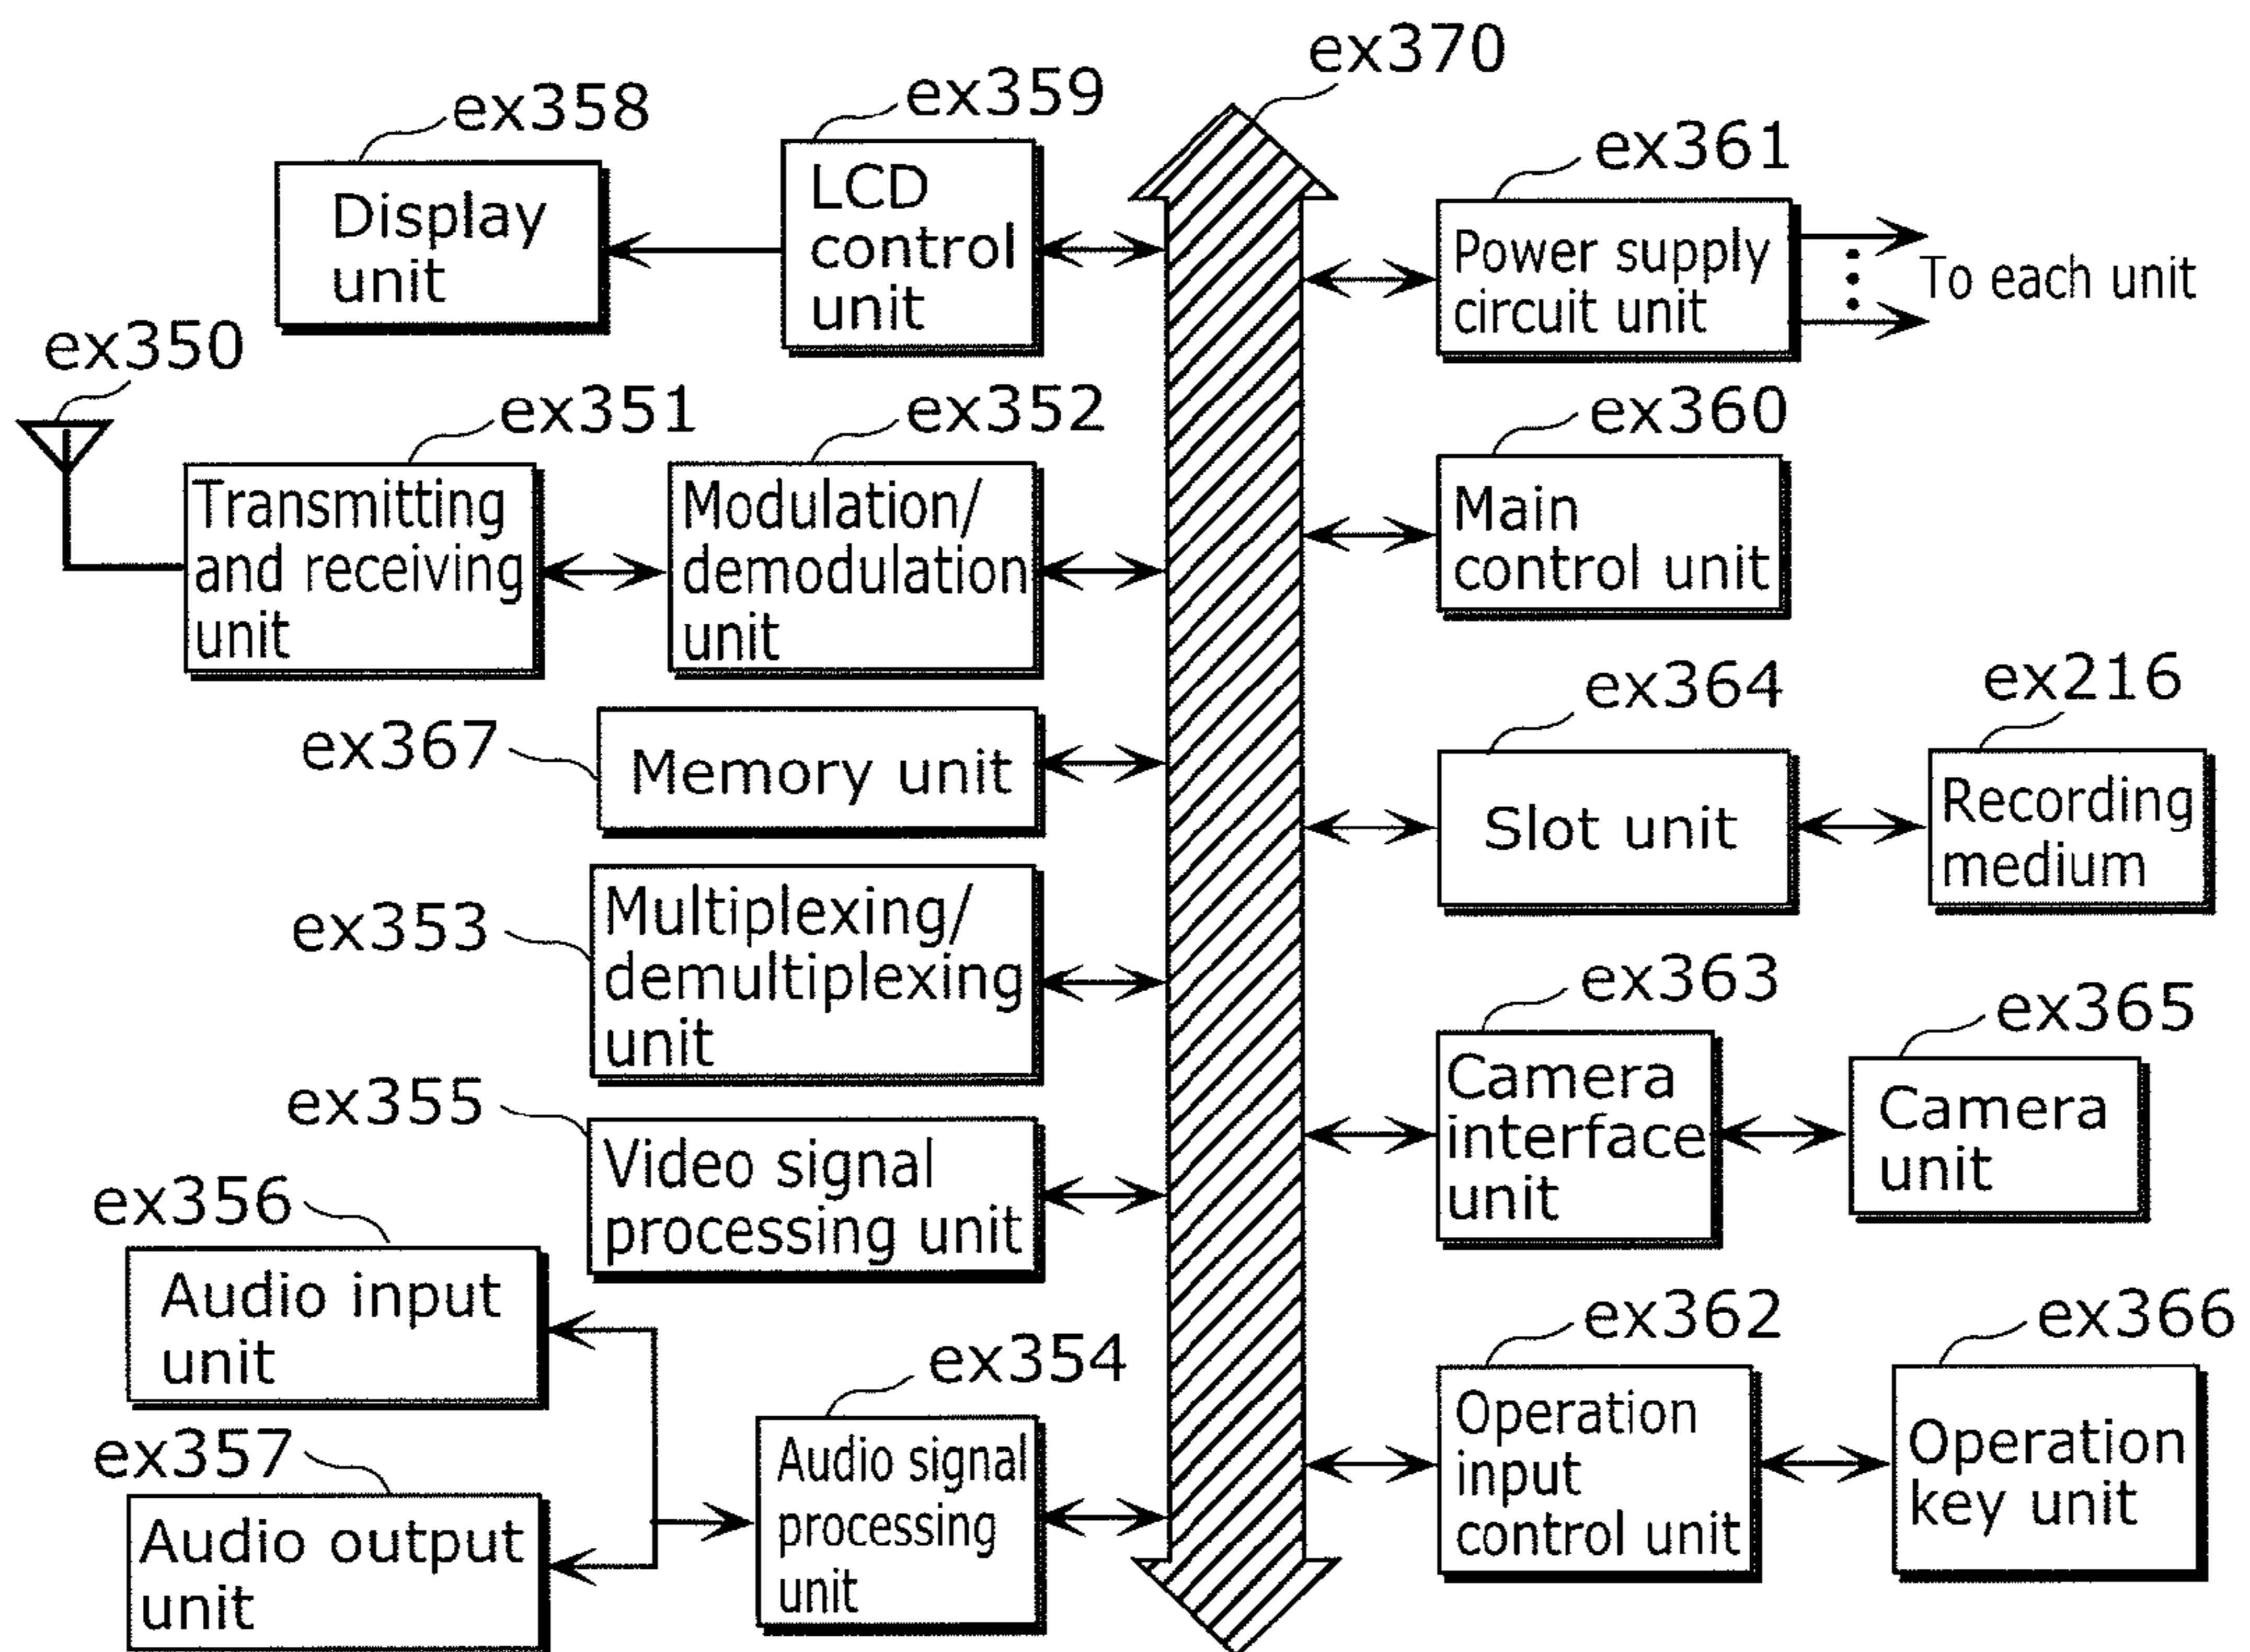 ex370
ex358
ex359
ex361
Display
unit
LCD
control
unit
Power supply
circuit unit
To each unit
ex350
ex351
ex352
ex360
Transmitting
and receiving
unit
Modulation/
demodulation
unit
Main
control unit
ex364
ex216
ex367
Memory unit
Slot unit
Recording
medium
ex353
Multiplexing/
demultiplexing
unit
ex363
ex365
Camera
interface
unit
Camera
unit
ex355
Video signal
processing unit
ex356
Audio input
unit
ex354
ex362
ex366
ex357
Audio output
unit
Audio signal
processing
unit
Operation
input
control unit
Operation
key unit